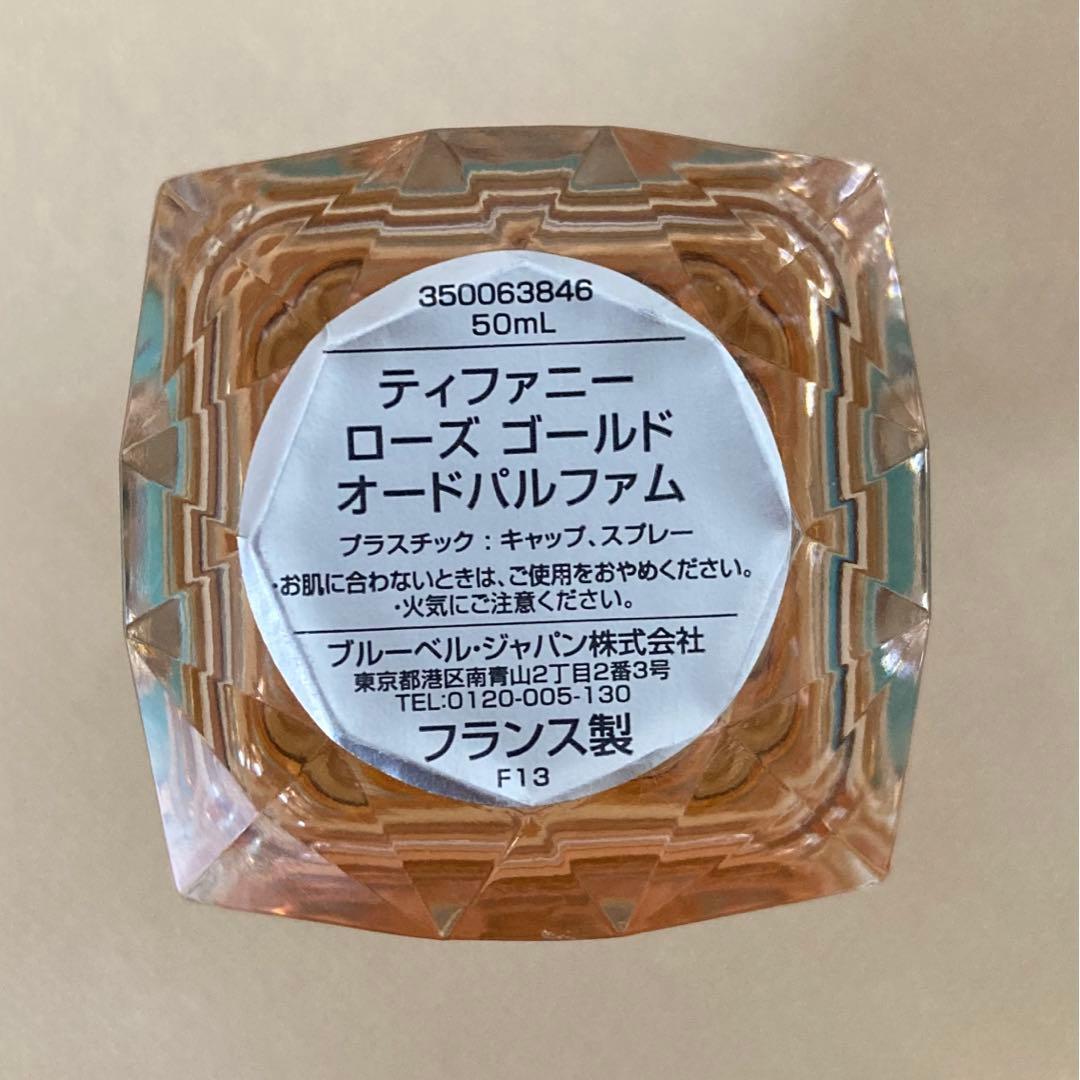 350063846
50mL
ティファニー
ローズ ゴールド
オードパルファム
プラスチック : キャップ、スプレー
・お肌に合わないときは、ご使用をおやめください。
・火気にご注意ください。
ブルーベル・ジャパン株式会社
東京都港区南青山2丁目2番3号
TEL:0120-005-130
フランス製
F13